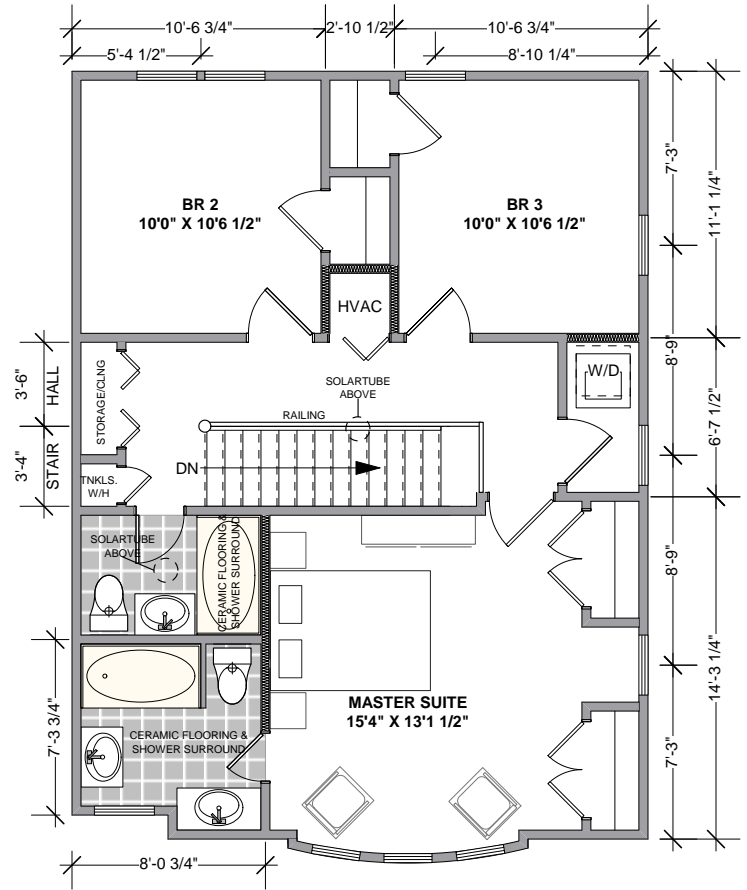 10'-6 3/4"
2'-10 1/2"
10'-6 3/4"
5'-4 1/2"
8'-10 1/4"
7'-3"
11'-1 1/4"
BR 2
10'0" X 10'6 1/2"
BR 3
10'0" X 10'6 1/2"
HVAC
8'-9"
3'-6"
HALL
STORAGE/CLNG
SOLARTUBE
ABOVE
W/D
RAILING
6'-7 1/2"
3'-4"
STAIR
DN
TNKLS.
W/H
SOLARTUBE
ABOVE
CERAMIC FLOORING &
SHOWER SURROUND
8'-9"
14'-3 1/4"
MASTER SUITE
15'4" X 13'1 1/2"
7'-3 3/4"
CERAMIC FLOORING &
SHOWER SURROUND
7'-3"
8'-0 3/4"